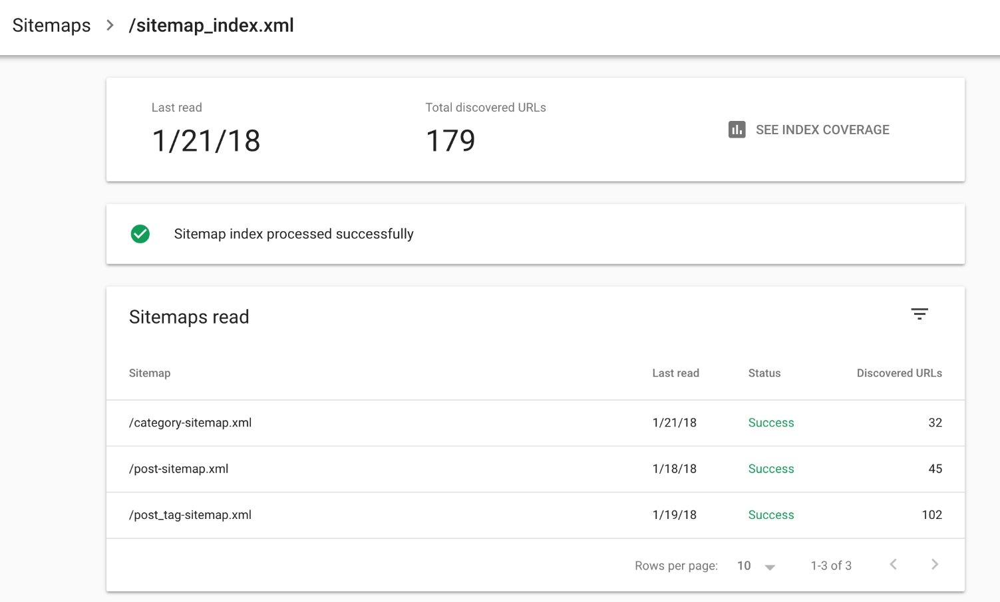 Sitemaps > /sitemap_index.xml
Last read Total discovered URLs
1/21/18 179 SEE INDEX COVERAGE
Sitemap index processed successfully
Sitemaps read
Sitemap Last read Status Discovered URLs
/category-sitemap.xml 1/21/18 Success 32
/post-sitemap.xml 1/18/18 Success 45
/post_tag-sitemap.xml 1/19/18 Success 102
Rows per page: 10 1-3 of 3